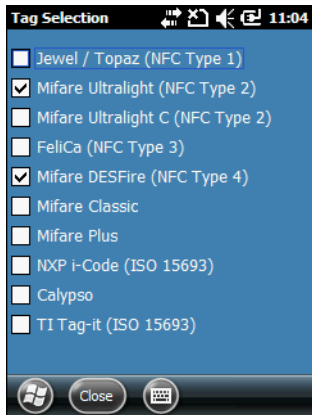 Tag Selection 11:04
Jewel / Topaz (NFC Type 1)
Mifare Ultralight (NFC Type 2)
Mifare Ultralight C (NFC Type 2)
FeliCa (NFC Type 3)
Mifare DESFire (NFC Type 4)
Mifare Classic
Mifare Plus
NXP i-Code (ISO 15693)
Calypso
TI Tag-it (ISO 15693)
Close